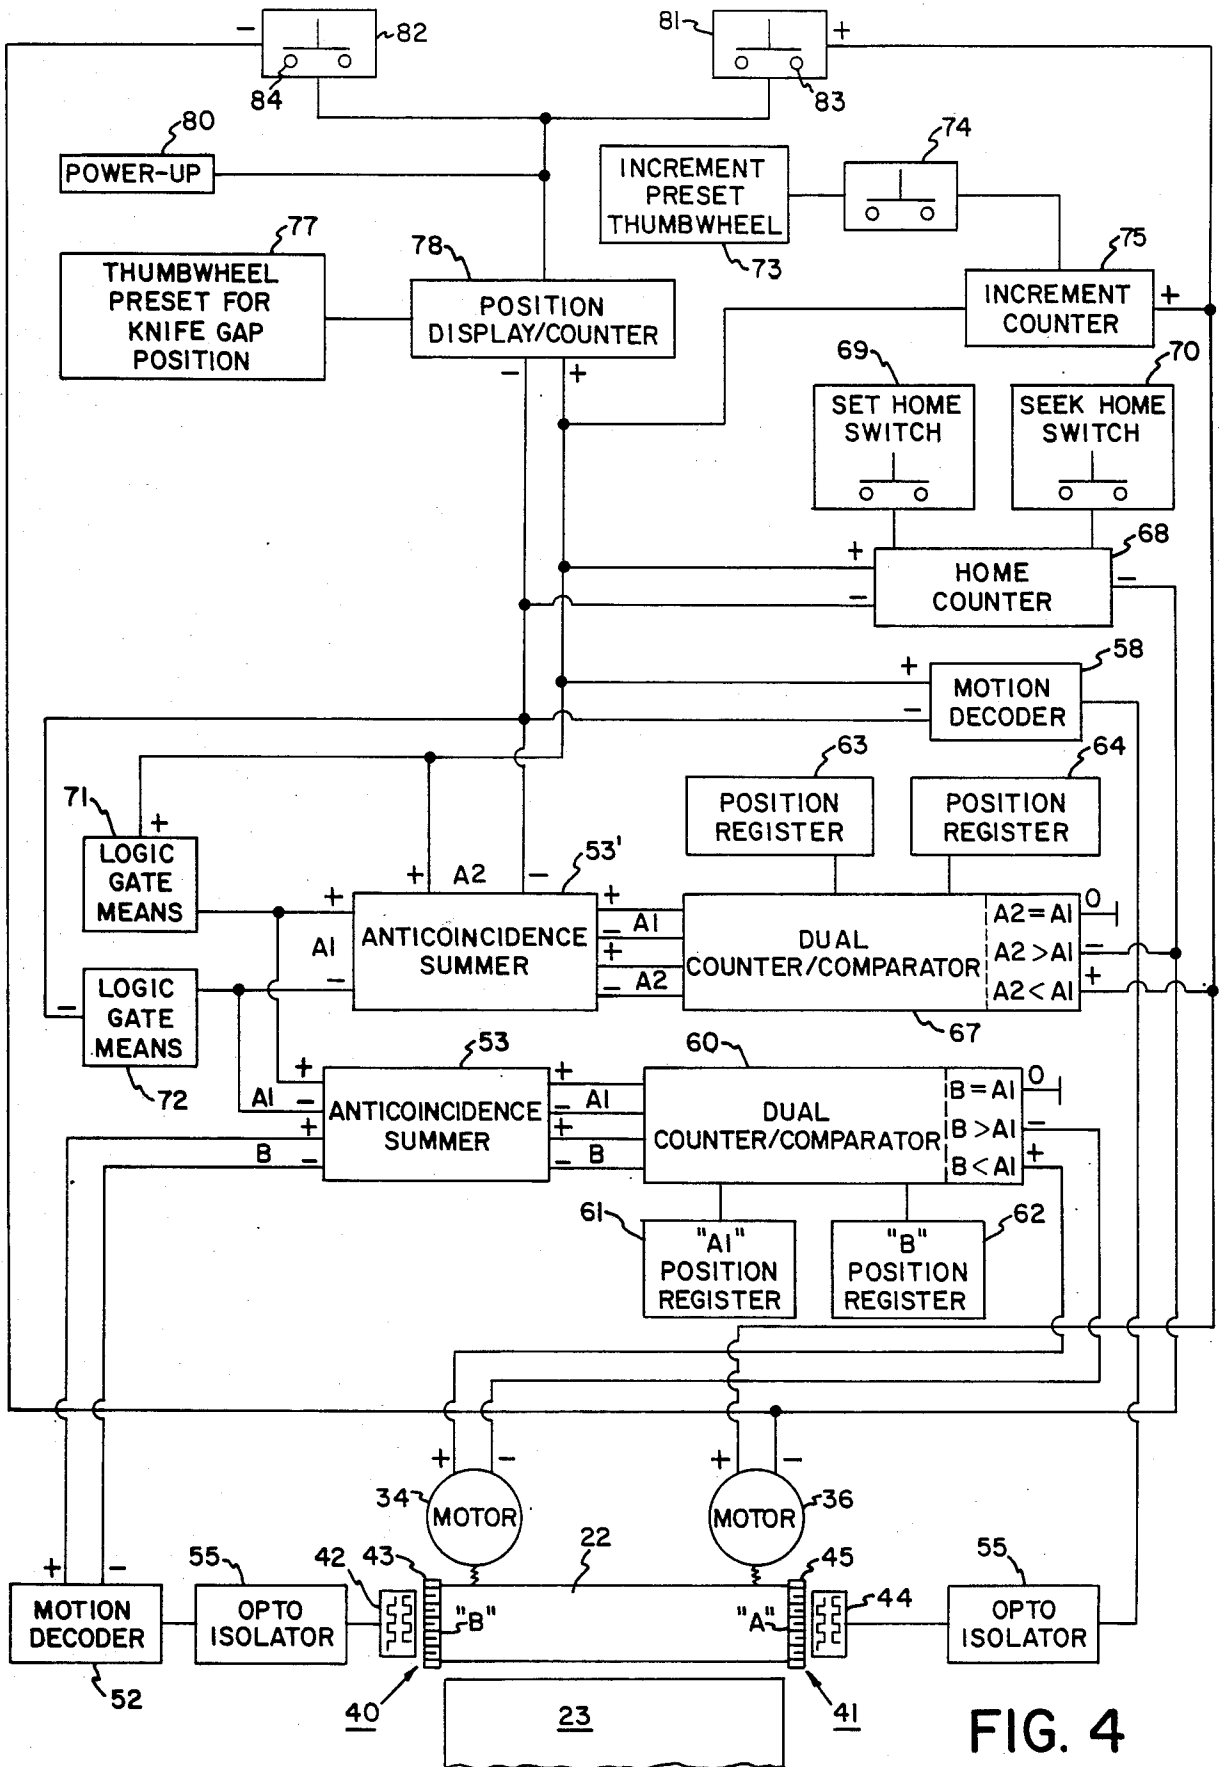 −
82
81
+
84
83
80
POWER-UP
74
INCREMENT
PRESET
THUMBWHEEL
73
77
THUMBWHEEL
PRESET FOR
KNIFE GAP
POSITION
78
POSITION
DISPLAY/COUNTER
− +
75
INCREMENT
COUNTER
+
69
SET HOME
SWITCH
70
SEEK HOME
SWITCH
68
+
−
HOME
COUNTER
−
58
+
−
MOTION
DECODER
63
POSITION
REGISTER
64
POSITION
REGISTER
71
+
LOGIC
GATE
MEANS
+ A2 −
53'
+
A1
−
ANTICOINCIDENCE
SUMMER
+
− A1
+
− A2
DUAL
COUNTER/COMPARATOR
A2=A1 0
A2>A1 −
A2<A1 +
67
−
LOGIC
GATE
MEANS
72
53
+
A1 −
+
B −
ANTICOINCIDENCE
SUMMER
+
− A1
+
− B
60
DUAL
COUNTER/COMPARATOR
B=A1 0
B>A1 −
B<A1 +
61
"A1"
POSITION
REGISTER
62
"B"
POSITION
REGISTER
+ −
34
MOTOR
+ −
36
MOTOR
+ −
MOTION
DECODER
52
55
OPTO
ISOLATOR
42
43
"B"
22
"A"
45
44
55
OPTO
ISOLATOR
40
23
41
FIG. 4